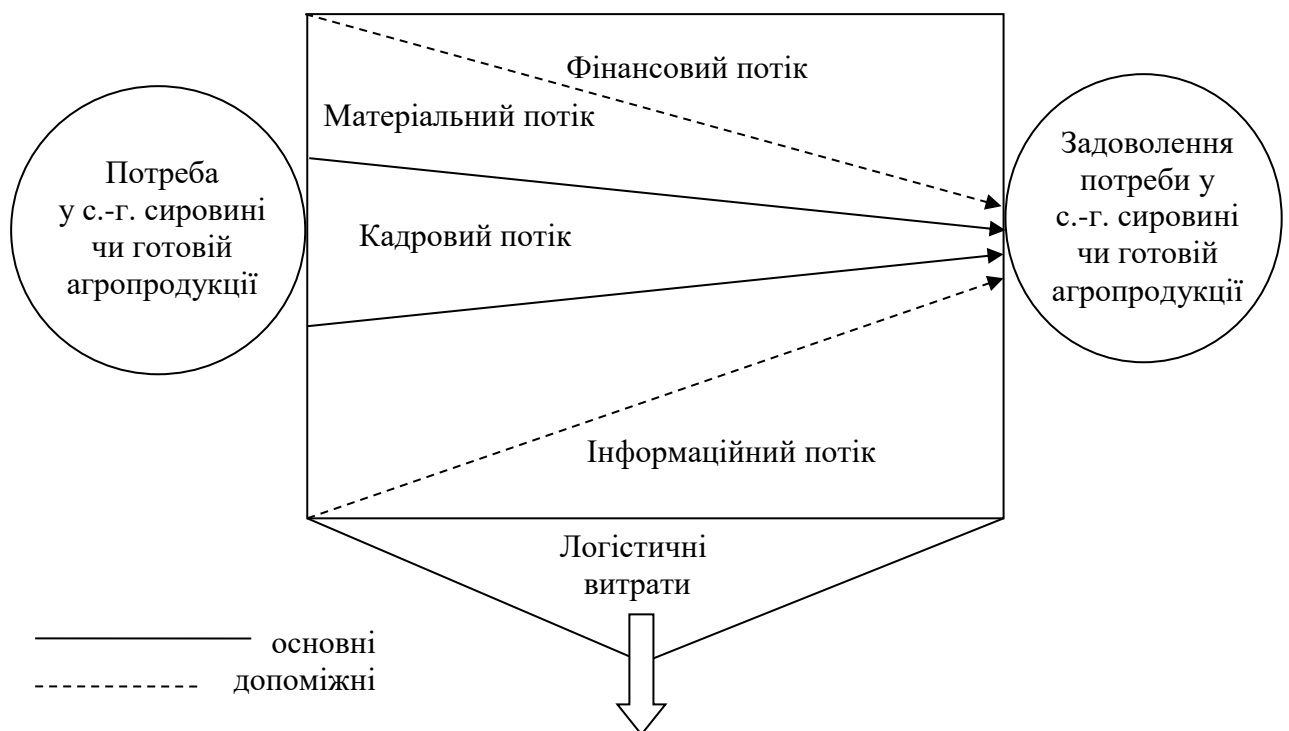 Фінансовий потік
Матеріальний потік
Кадровий потік
Інформаційний потік
Потреба
у с.-г. сировині
чи готовій
агропродукції
Задоволення
потреби у
с.-г. сировині
чи готовій
агропродукції
Логістичні
витрати
основні
допоміжні